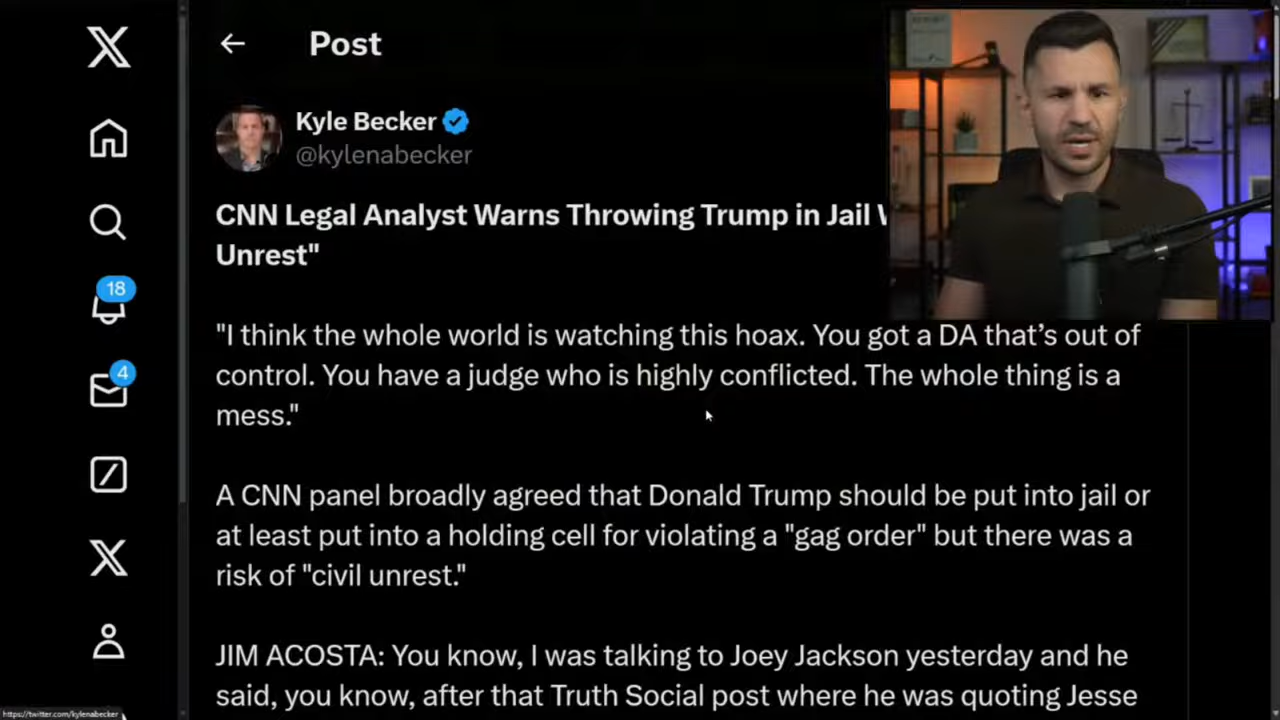 Post
Kyle Becker
@kylenabecker
CNN Legal Analyst Warns Throwing Trump in Jail
Unrest"
"I think the whole world is watching this hoax. You got a DA that’s out of
control. You have a judge who is highly conflicted. The whole thing is a
mess."
A CNN panel broadly agreed that Donald Trump should be put into jail or
at least put into a holding cell for violating a "gag order" but there was a
risk of "civil unrest."
JIM ACOSTA: You know, I was talking to Joey Jackson yesterday and he
said, you know, after that Truth Social post where he was quoting Jesse
18
4
https://twitter.com/kylenabecker